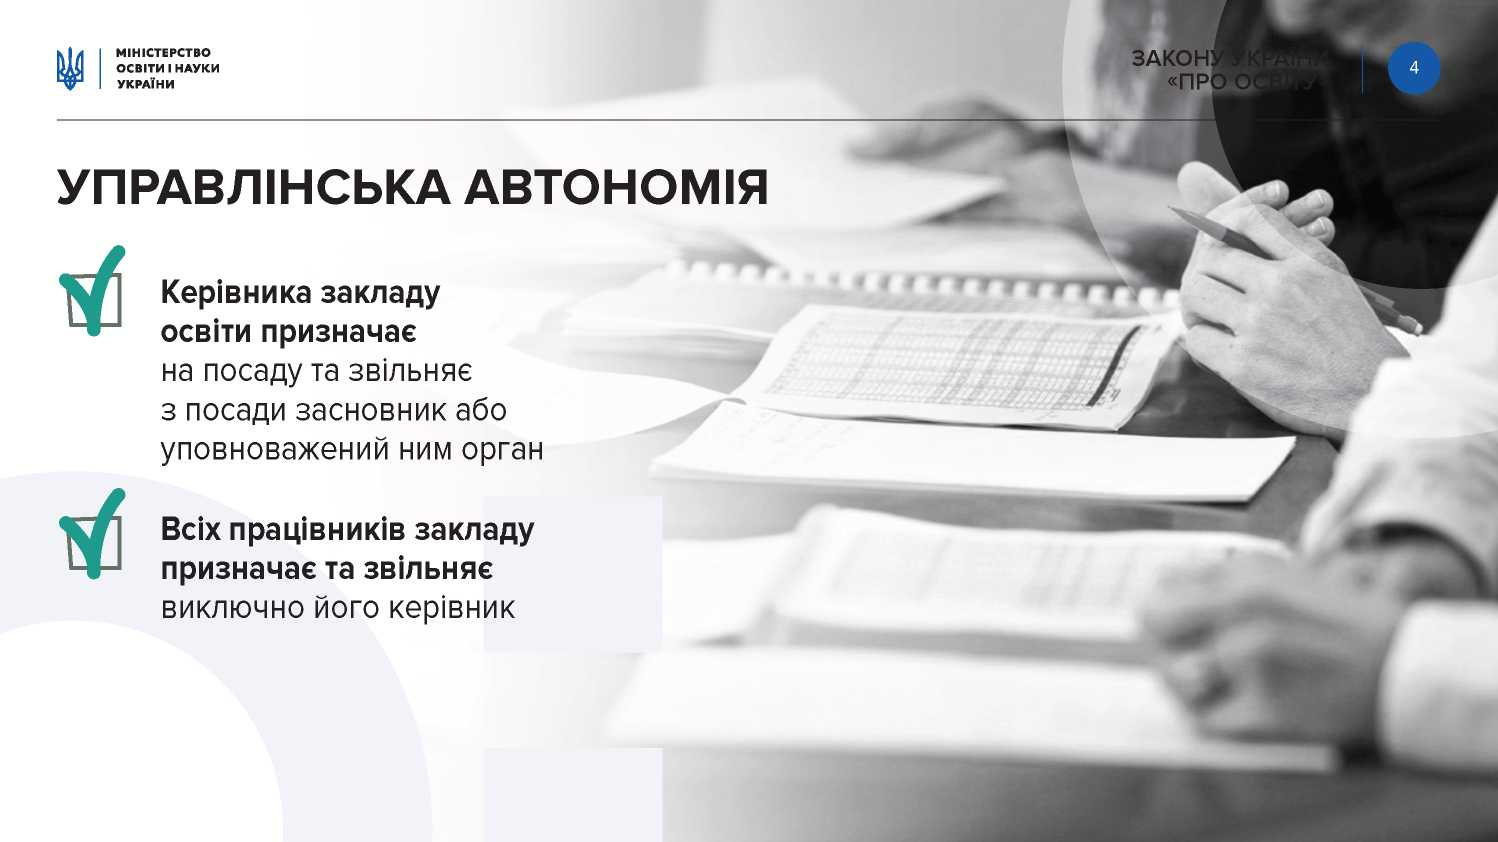 МІНІСТЕРСТВО
ОСВІТИ І НАУКИ
УКРАЇНИ
ЗАКОНУ УКРАЇНИ
«ПРО ОСВІТУ»
4
УПРАВЛІНСЬКА АВТОНОМІЯ
Керівника закладу
освіти призначає
на посаду та звільняє
з посади засновник або
уповноважений ним орган
Всіх працівників закладу
призначає та звільняє
виключно його керівник